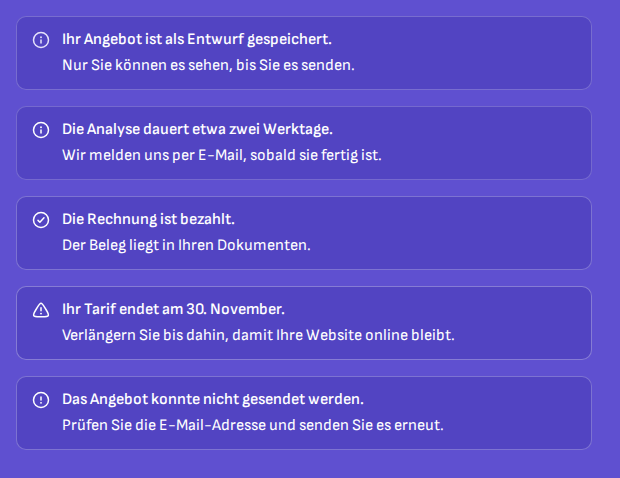 Ihr Angebot ist als Entwurf gespeichert.
Nur Sie können es sehen, bis Sie es senden.
Die Analyse dauert etwa zwei Werktage.
Wir melden uns per E-Mail, sobald sie fertig ist.
Die Rechnung ist bezahlt.
Der Beleg liegt in Ihren Dokumenten.
Ihr Tarif endet am 30. November.
Verlängern Sie bis dahin, damit Ihre Website online bleibt.
Das Angebot konnte nicht gesendet werden.
Prüfen Sie die E-Mail-Adresse und senden Sie es erneut.